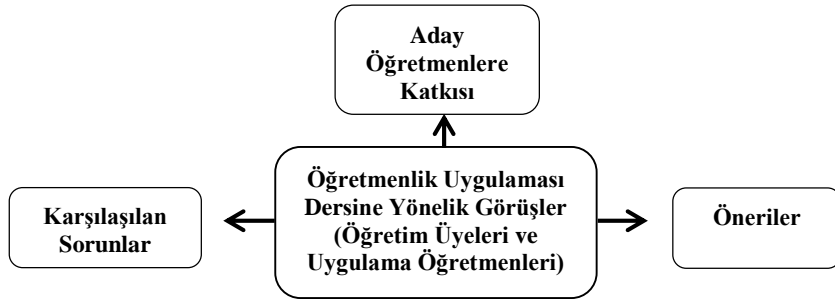 Aday
Öğretmenlere
Katkısı
Öğretmenlik Uygulaması
Dersine Yönelik Görüşler
(Öğretim Üyeleri ve
Uygulama Öğretmenleri)
Karşılaşılan
Sorunlar
Öneriler